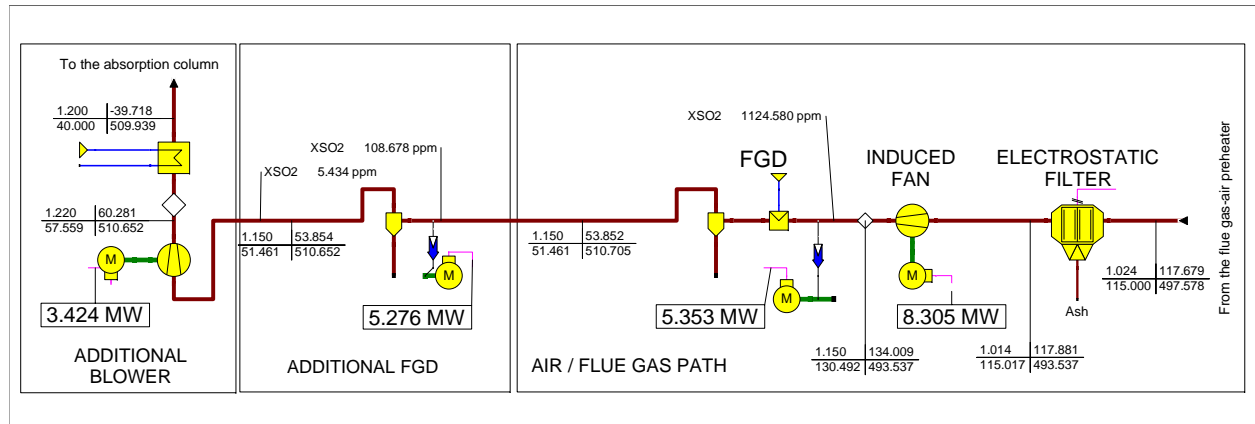 To the absorption column
1.200 -39.718
40.000 509.939
1.220 60.281
57.559 510.652
M
3.424 MW
ADDITIONAL
BLOWER
XSO2 108.678 ppm
XSO2 5.434 ppm
1.150 53.854
51.461 510.652
M
5.276 MW
ADDITIONAL FGD
XSO2 1124.580 ppm
FGD
INDUCED
FAN
ELECTROSTATIC
FILTER
1.150 53.852
51.461 510.705
M
5.353 MW
M
8.305 MW
Ash
1.024 117.679
115.000 497.578
From the flue gas-air preheater
1.150 134.009
130.492 493.537
1.014 117.881
115.017 493.537
AIR / FLUE GAS PATH